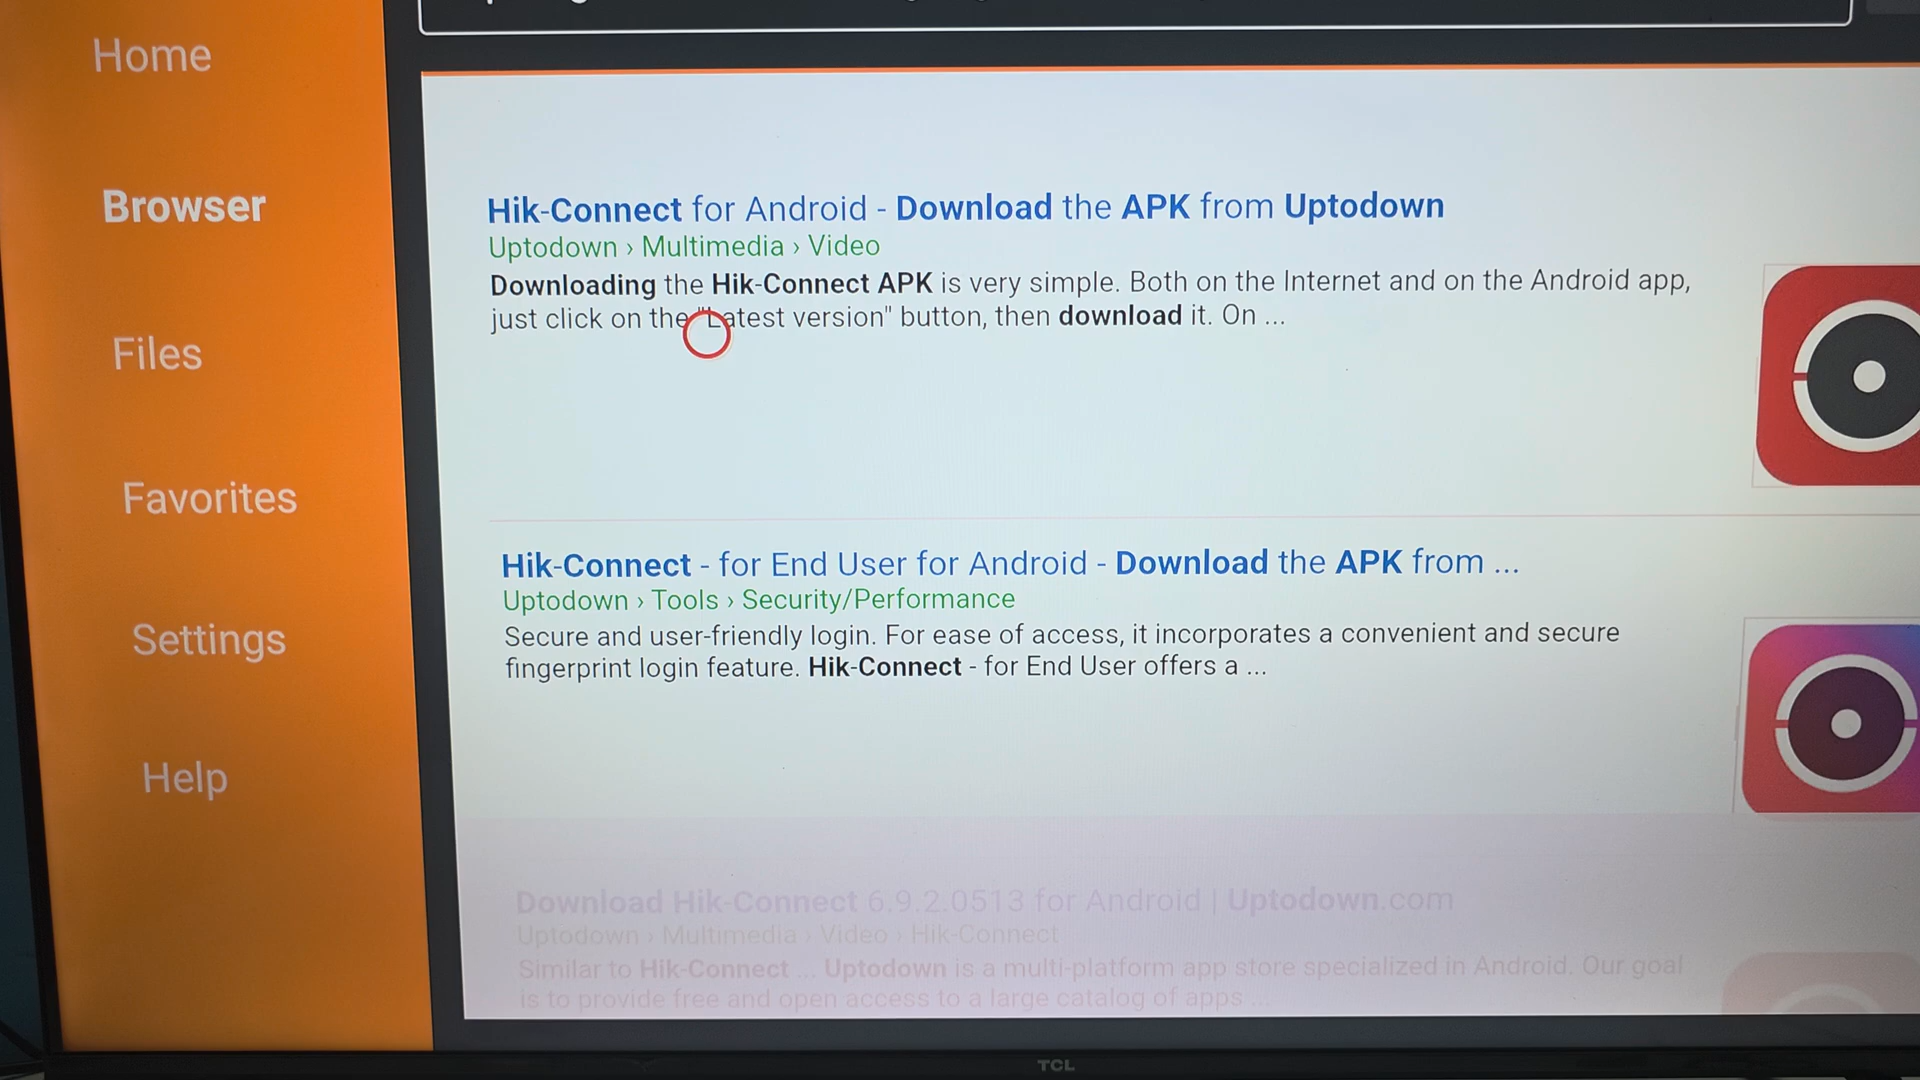 Home
Browser
Files
Favorites
Settings
Help
Hik-Connect for Android - Download the APK from Uptodown
Uptodown › Multimedia › Video
Downloading the Hik-Connect APK is very simple. Both on the Internet and on the Android app,
just click on the "Latest version" button, then download it. On ...
Hik-Connect - for End User for Android - Download the APK from ...
Uptodown › Tools › Security/Performance
Secure and user-friendly login. For ease of access, it incorporates a convenient and secure
fingerprint login feature. Hik-Connect - for End User offers a ...
Download Hik-Connect 6.9.2.0513 for Android | Uptodown.com
Uptodown › Multimedia › Video › Hik-Connect
Similar to Hik-Connect ... Uptodown is a multi-platform app store specialized in Android. Our goal
is to provide free and open access to a large catalog of apps ...
TCL